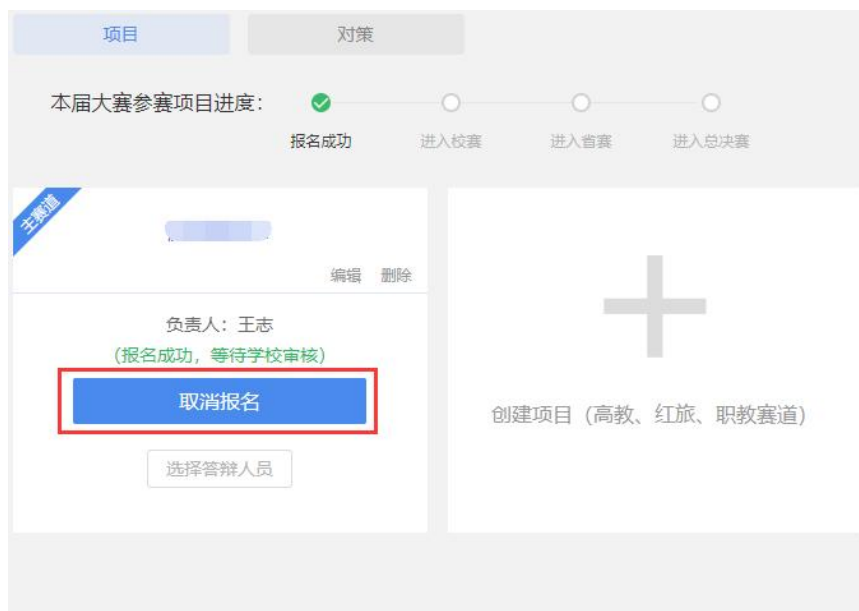 项目
对策
本届大赛参赛项目进度：
报名成功
进入校赛
进入省赛
进入总决赛
主赛道
编辑 删除
负责人：王志
（报名成功，等待学校审核）
取消报名
选择答辩人员
创建项目（高教、红旅、职教赛道）